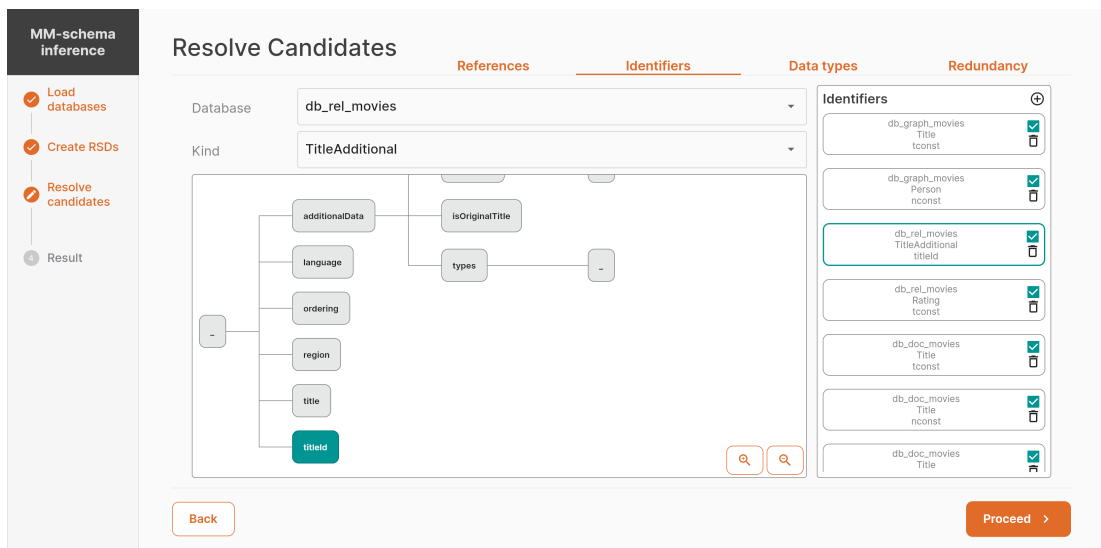 MM-schema
inference
Load
databases
Create RSDs
Resolve
candidates
4 Result
Resolve Candidates
References Identifiers Data types Redundancy
Database db_rel_movies
Kind TitleAdditional
_
additionalData
language
ordering
region
title
titleId
isOriginalTitle
types
_
Identifiers
db_graph_movies
Title
tconst
db_graph_movies
Person
nconst
db_rel_movies
TitleAdditional
titleId
db_rel_movies
Rating
tconst
db_doc_movies
Title
tconst
db_doc_movies
Title
nconst
db_doc_movies
Title
Back
Proceed